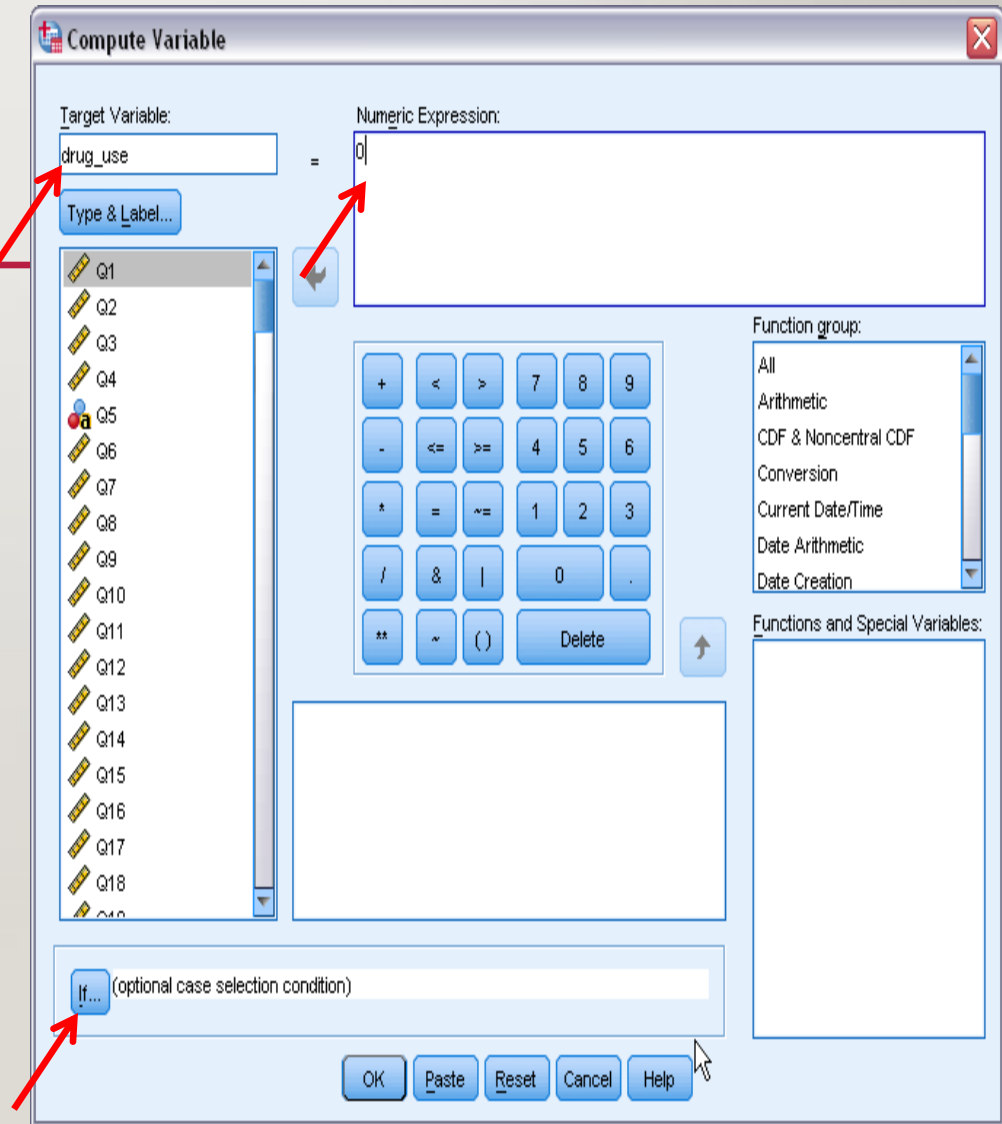 Compute Variable
Target Variable:
Numeric Expression:
drug_use
=
0
Type & Label...
Q1
Q2
Q3
Q4
a Q5
Q6
Q7
Q8
Q9
Q10
Q11
Q12
Q13
Q14
Q15
Q16
Q17
Q18
Function group:
All
Arithmetic
CDF & Noncentral CDF
Conversion
Current Date/Time
Date Arithmetic
Date Creation
+ < > 7 8 9
- <= >= 4 5 6
* = ~= 1 2 3
/ & | 0 .
** ~ ( ) Delete
Functions and Special Variables:
If... (optional case selection condition)
OK Paste Reset Cancel Help